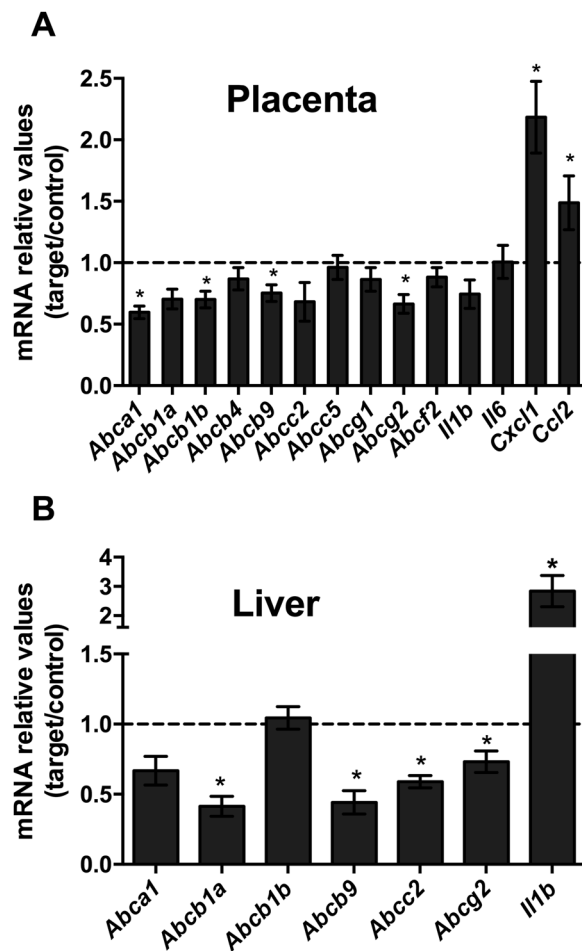 A
Placenta
mRNA relative values
(target/control)
2.5
2.0
1.5
1.0
0.5
0.0
* * * * * * *
Abca1 Abcb1a Abcb1b Abcb4 Abcb9 Abcc2 Abcc5 Abcg1 Abcg2 Abcf2 Il1b Il6 Cxcl1 Ccl2
B
Liver
mRNA relative values
(target/control)
4
3
2
1.5
1.0
0.5
0.0
* * * * *
Abca1 Abcb1a Abcb1b Abcb9 Abcc2 Abcg2 Il1b